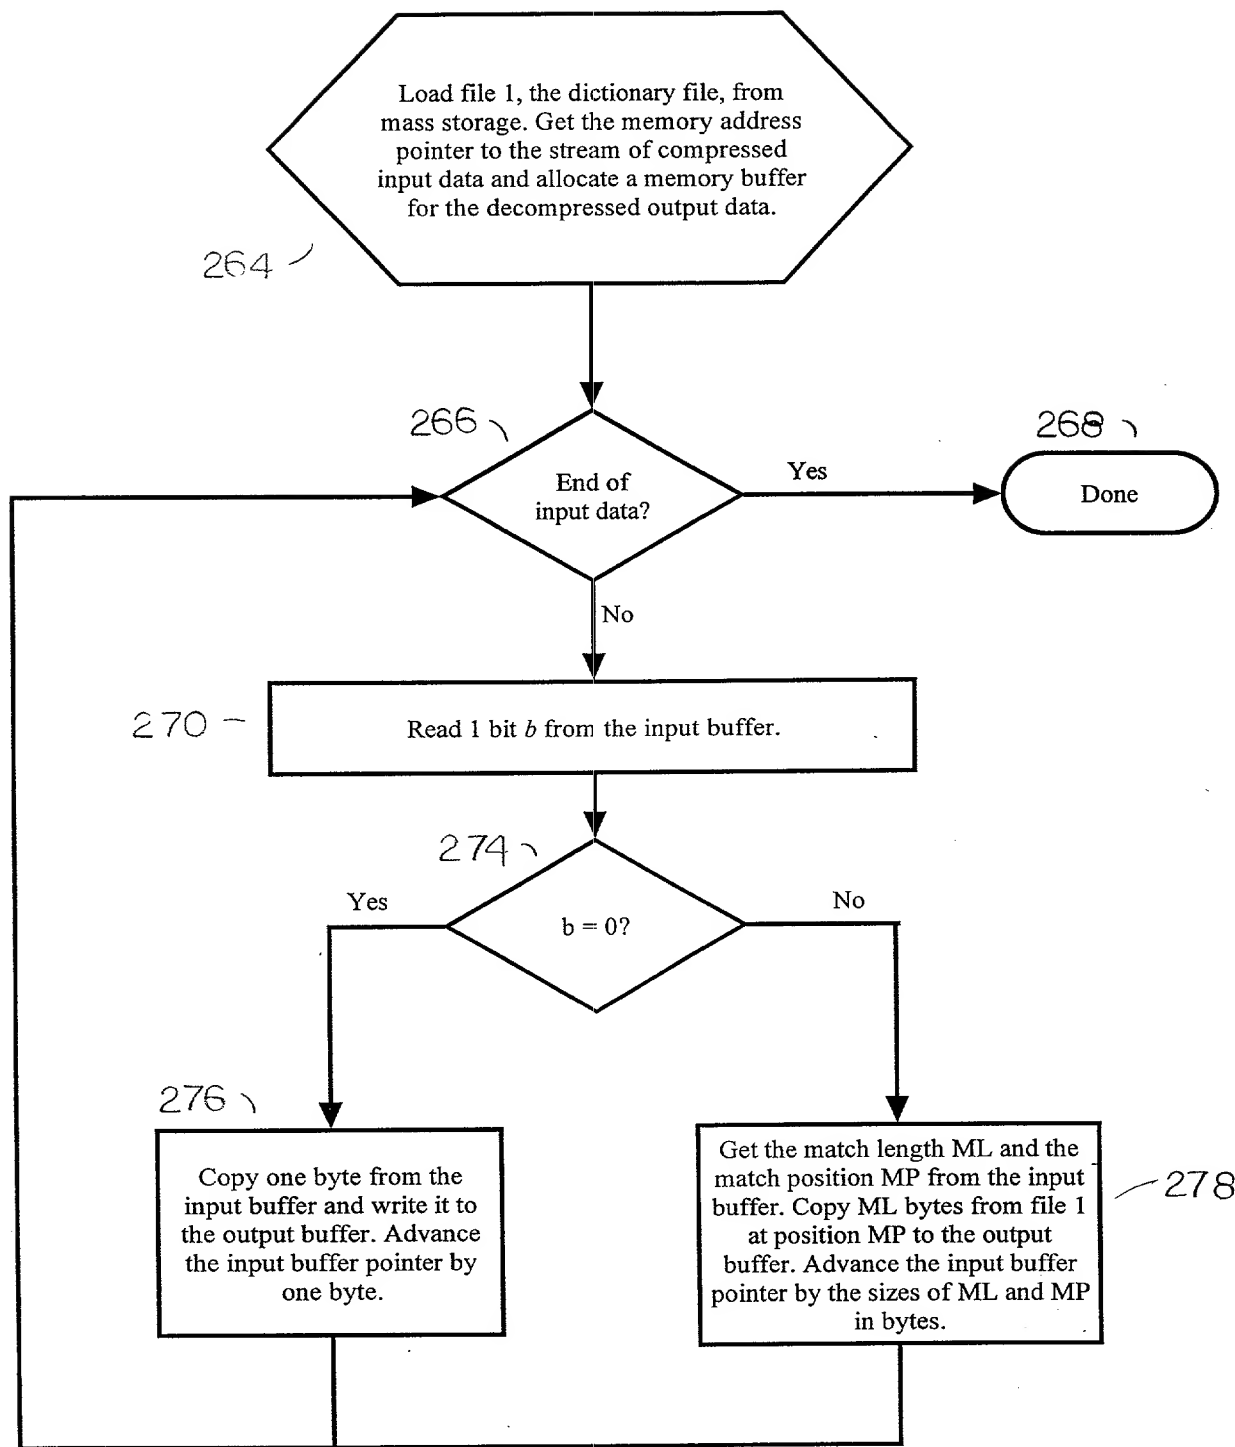 Load file 1, the dictionary file, from
mass storage. Get the memory address
pointer to the stream of compressed
input data and allocate a memory buffer
for the decompressed output data.
264
266
End of
input data?
Yes
268
Done
No
270
Read 1 bit b from the input buffer.
274
Yes
b = 0?
No
276
Copy one byte from the
input buffer and write it to
the output buffer. Advance
the input buffer pointer by
one byte.
Get the match length ML and the
match position MP from the input
buffer. Copy ML bytes from file 1
at position MP to the output
buffer. Advance the input buffer
pointer by the sizes of ML and MP
in bytes.
278